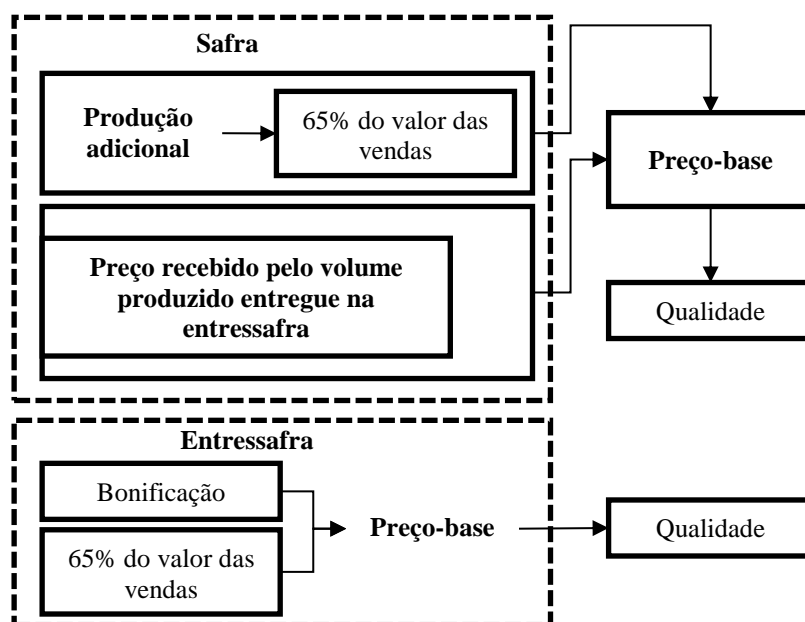 Safra
Produção
adicional
65% do valor das
vendas
Preço-base
Preço recebido pelo volume
produzido entregue na
entressafra
Qualidade
Entressafra
Bonificação
65% do valor das
vendas
Preço-base
Qualidade